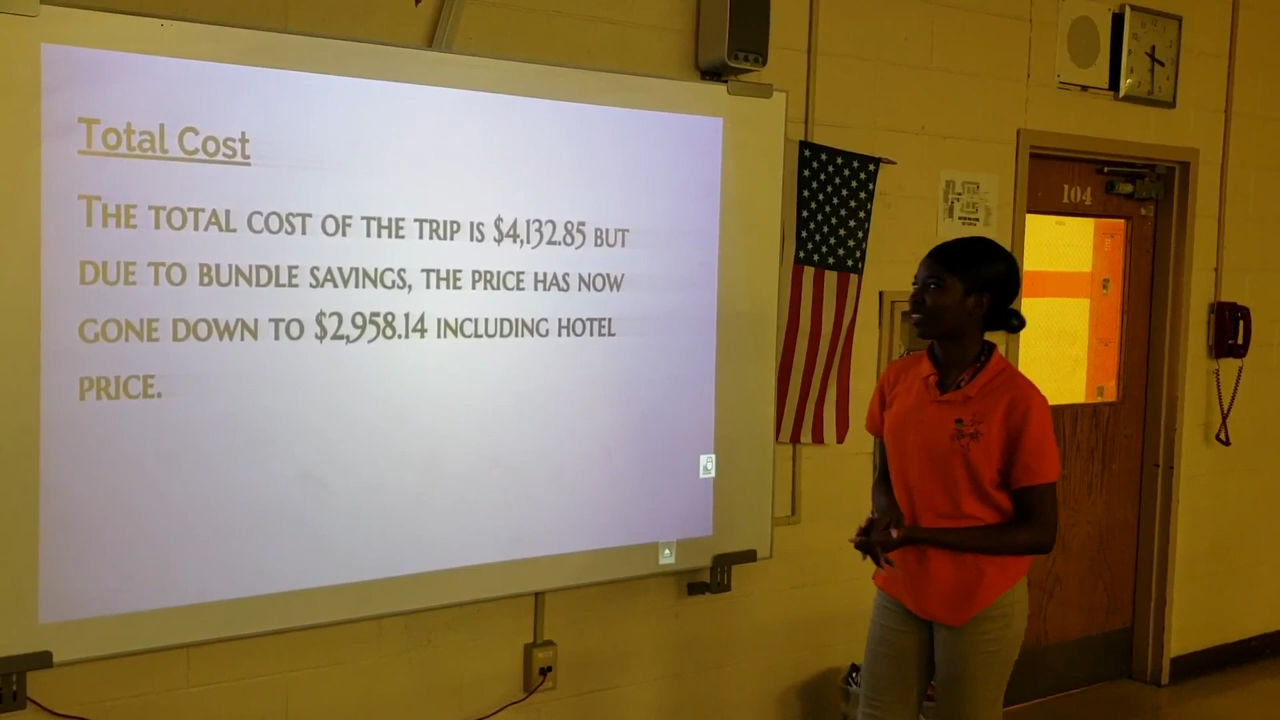 Total Cost
The total cost of the trip is $4,132.85 but
due to bundle savings, the price has now
gone down to $2,958.14 including hotel
price.
104